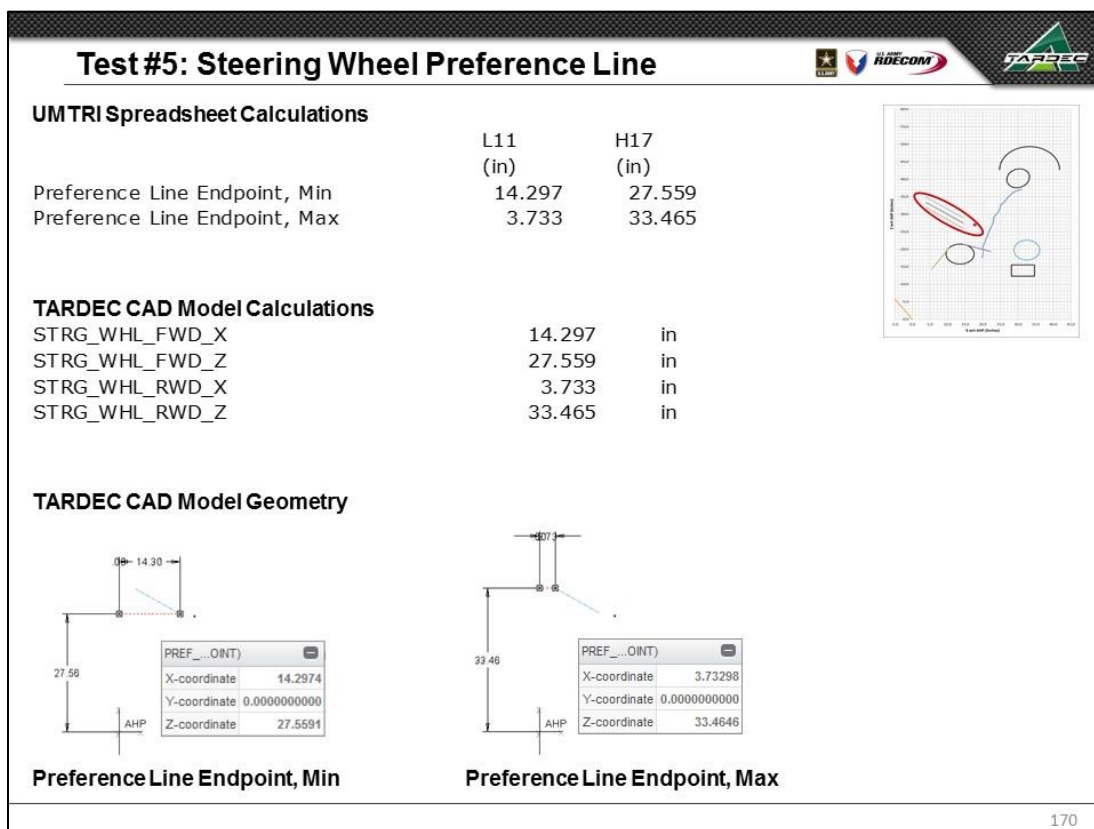 Test #5: Steering Wheel Preference Line
U.S. ARMY
U.S. ARMY
RDECOM
TARDEC
UMTRI Spreadsheet Calculations
L11 H17
(in) (in)
Preference Line Endpoint, Min 14.297 27.559
Preference Line Endpoint, Max 3.733 33.465
TARDEC CAD Model Calculations
STRG_WHL_FWD_X 14.297 in
STRG_WHL_FWD_Z 27.559 in
STRG_WHL_RWD_X 3.733 in
STRG_WHL_RWD_Z 33.465 in
TARDEC CAD Model Geometry
14.30
27.56
AHP
PREF_...OINT)
X-coordinate 14.2974
Y-coordinate 0.0000000000
Z-coordinate 27.5591
33.46
AHP
PREF_...OINT)
X-coordinate 3.73298
Y-coordinate 0.0000000000
Z-coordinate 33.4646
Preference Line Endpoint, Min Preference Line Endpoint, Max
170